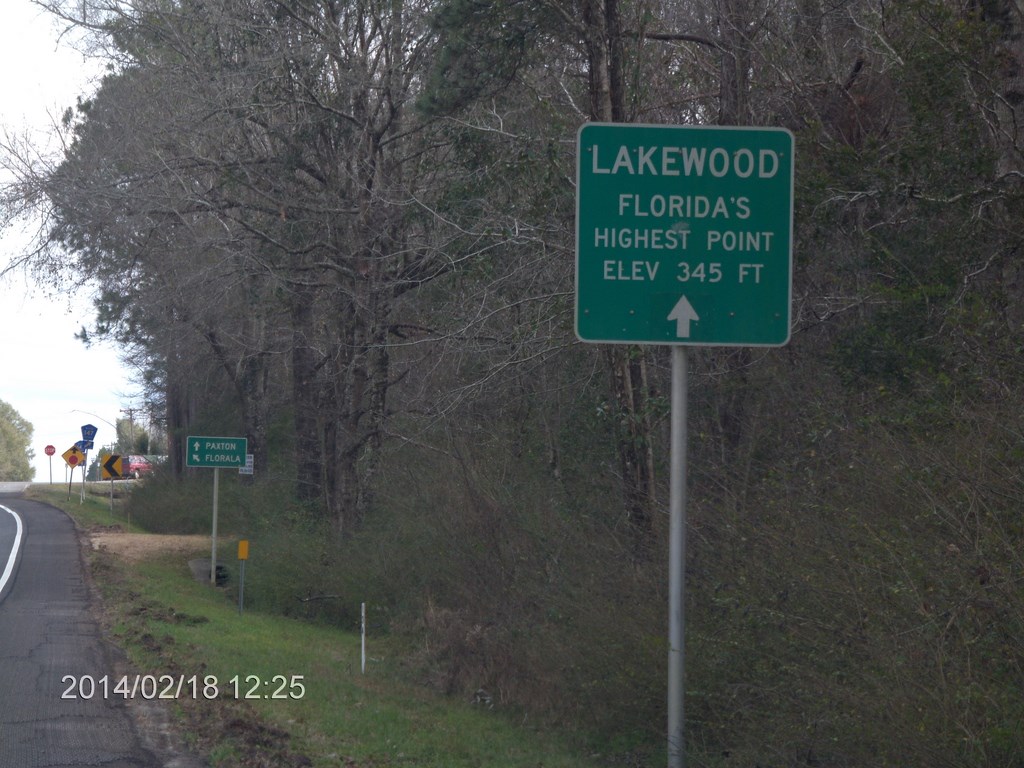 LAKEWOOD
FLORIDA'S
HIGHEST POINT
ELEV 345 FT
PAXTON
FLORALA
2014/02/18 12:25